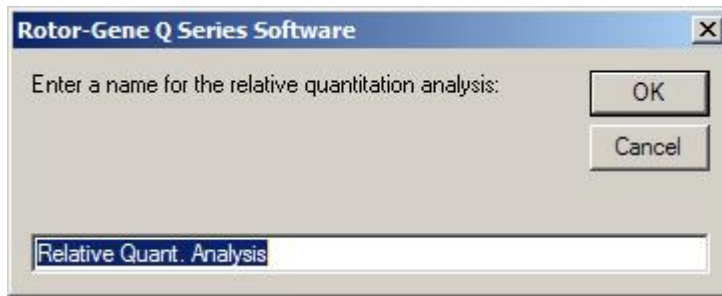 Rotor-Gene Q Series Software
Enter a name for the relative quantitation analysis:
OK
Cancel
Relative Quant. Analysis